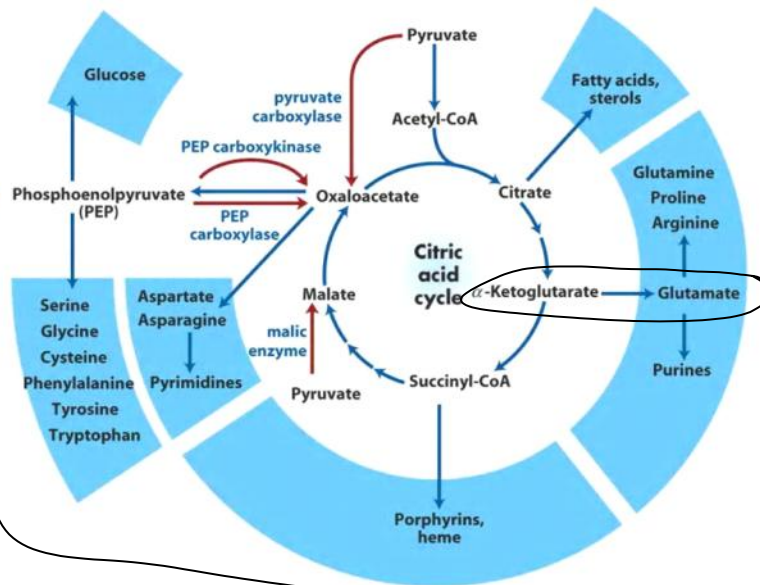 Pyruvate
Glucose
pyruvate
carboxylase
Fatty acids,
sterols
Acetyl-CoA
PEP carboxykinase
Phosphoenolpyruvate
(PEP)
Oxaloacetate
Citrate
PEP
carboxylase
Glutamine
Proline
Arginine
Citric
acid
cycle
α-Ketoglutarate
Glutamate
Malate
Aspartate
Asparagine
Pyrimidines
Serine
Glycine
Cysteine
Phenylalanine
Tyrosine
Tryptophan
malic
enzyme
Pyruvate
Succinyl-CoA
Purines
Porphyrins,
heme